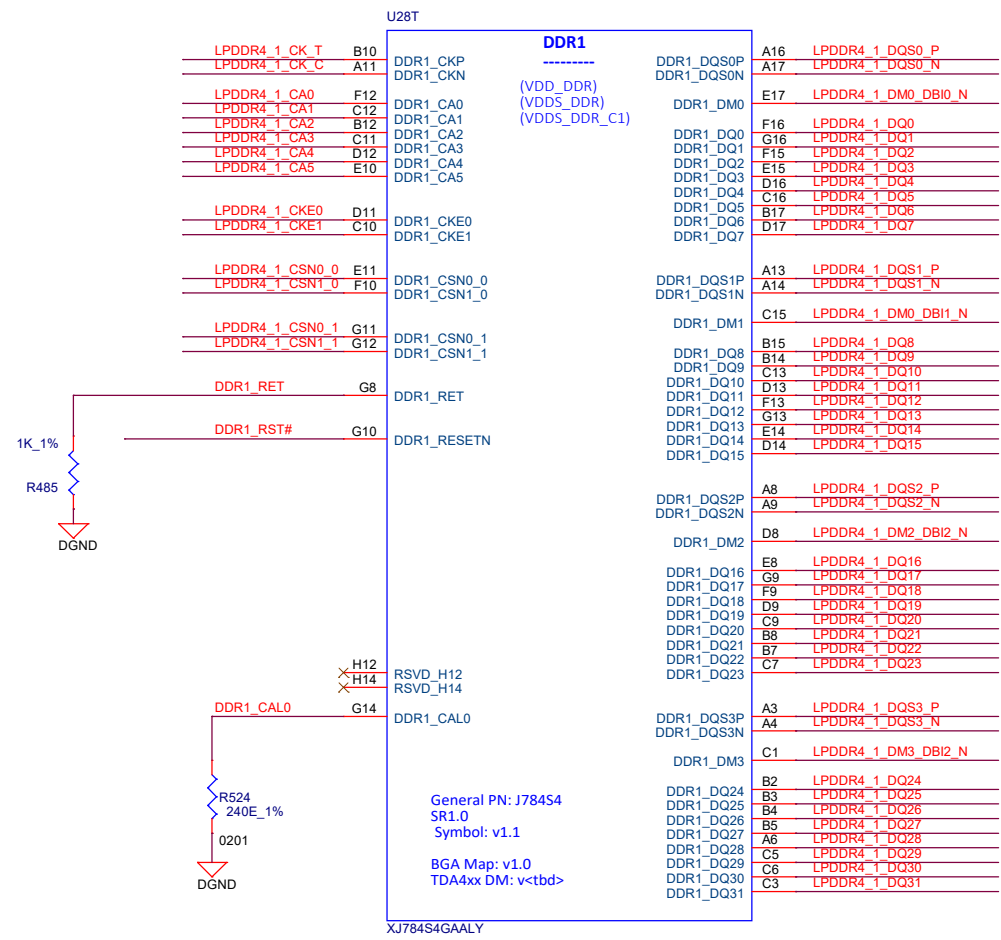 U28T
DDR1
---------
(VDD_DDR)
(VDDS_DDR)
(VDDS_DDR_C1)
LPDDR4_1_CK_T B10 DDR1_CKP
LPDDR4_1_CK_C A11 DDR1_CKN
LPDDR4_1_CA0 F12 DDR1_CA0
LPDDR4_1_CA1 C12 DDR1_CA1
LPDDR4_1_CA2 B12 DDR1_CA2
LPDDR4_1_CA3 C11 DDR1_CA3
LPDDR4_1_CA4 D12 DDR1_CA4
LPDDR4_1_CA5 E10 DDR1_CA5
LPDDR4_1_CKE0 D11 DDR1_CKE0
LPDDR4_1_CKE1 C10 DDR1_CKE1
LPDDR4_1_CSN0_0 E11 DDR1_CSN0_0
LPDDR4_1_CSN1_0 F10 DDR1_CSN1_0
LPDDR4_1_CSN0_1 G11 DDR1_CSN0_1
LPDDR4_1_CSN1_1 G12 DDR1_CSN1_1
DDR1_RET G8 DDR1_RET
DDR1_RST# G10 DDR1_RESETN
1K_1%
R485
DGND
H12 RSVD_H12
H14 RSVD_H14
DDR1_CAL0 G14 DDR1_CAL0
R524
240E_1%
0201
DGND
DDR1_DQS0P A16 LPDDR4_1_DQS0_P
DDR1_DQS0N A17 LPDDR4_1_DQS0_N
DDR1_DM0 E17 LPDDR4_1_DM0_DBI0_N
DDR1_DQ0 F16 LPDDR4_1_DQ0
DDR1_DQ1 G16 LPDDR4_1_DQ1
DDR1_DQ2 F15 LPDDR4_1_DQ2
DDR1_DQ3 E15 LPDDR4_1_DQ3
DDR1_DQ4 D16 LPDDR4_1_DQ4
DDR1_DQ5 C16 LPDDR4_1_DQ5
DDR1_DQ6 B17 LPDDR4_1_DQ6
DDR1_DQ7 D17 LPDDR4_1_DQ7
DDR1_DQS1P A13 LPDDR4_1_DQS1_P
DDR1_DQS1N A14 LPDDR4_1_DQS1_N
DDR1_DM1 C15 LPDDR4_1_DM0_DBI1_N
DDR1_DQ8 B15 LPDDR4_1_DQ8
DDR1_DQ9 B14 LPDDR4_1_DQ9
DDR1_DQ10 C13 LPDDR4_1_DQ10
DDR1_DQ11 D13 LPDDR4_1_DQ11
DDR1_DQ12 F13 LPDDR4_1_DQ12
DDR1_DQ13 G13 LPDDR4_1_DQ13
DDR1_DQ14 E14 LPDDR4_1_DQ14
DDR1_DQ15 D14 LPDDR4_1_DQ15
DDR1_DQS2P A8 LPDDR4_1_DQS2_P
DDR1_DQS2N A9 LPDDR4_1_DQS2_N
DDR1_DM2 D8 LPDDR4_1_DM2_DBI2_N
DDR1_DQ16 E8 LPDDR4_1_DQ16
DDR1_DQ17 G9 LPDDR4_1_DQ17
DDR1_DQ18 F9 LPDDR4_1_DQ18
DDR1_DQ19 D9 LPDDR4_1_DQ19
DDR1_DQ20 C9 LPDDR4_1_DQ20
DDR1_DQ21 B8 LPDDR4_1_DQ21
DDR1_DQ22 B7 LPDDR4_1_DQ22
DDR1_DQ23 C7 LPDDR4_1_DQ23
DDR1_DQS3P A3 LPDDR4_1_DQS3_P
DDR1_DQS3N A4 LPDDR4_1_DQS3_N
DDR1_DM3 C1 LPDDR4_1_DM3_DBI2_N
DDR1_DQ24 B2 LPDDR4_1_DQ24
DDR1_DQ25 B3 LPDDR4_1_DQ25
DDR1_DQ26 B4 LPDDR4_1_DQ26
DDR1_DQ27 B5 LPDDR4_1_DQ27
DDR1_DQ28 A6 LPDDR4_1_DQ28
DDR1_DQ29 C5 LPDDR4_1_DQ29
DDR1_DQ30 C6 LPDDR4_1_DQ30
DDR1_DQ31 C3 LPDDR4_1_DQ31
General PN: J784S4
SR1.0
Symbol: v1.1
BGA Map: v1.0
TDA4xx DM: v<tbd>
XJ784S4GAALY